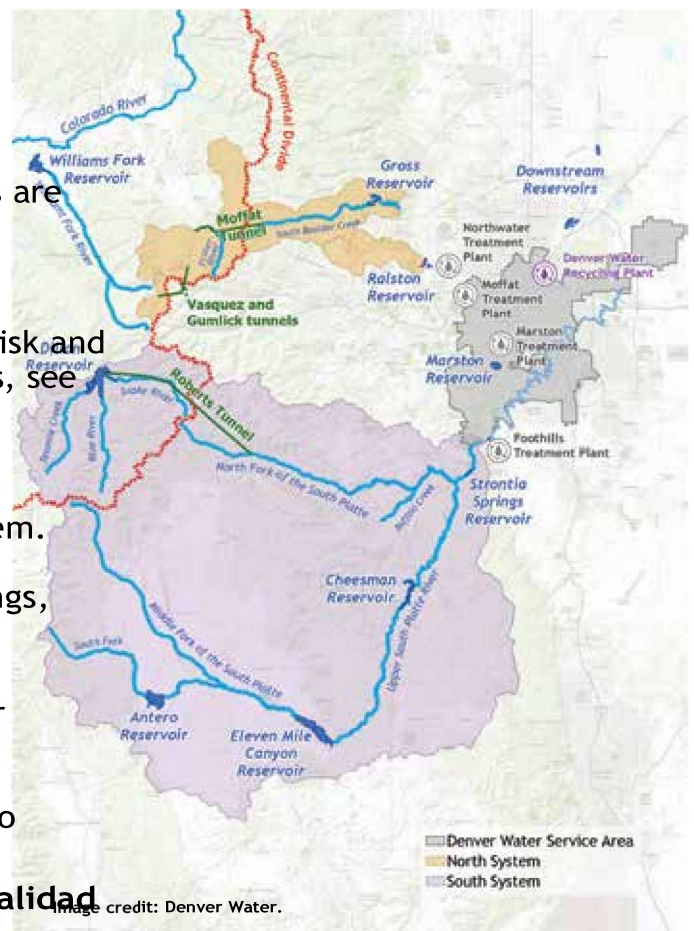 Colorado River
Continental Divide
Williams Fork
Reservoir
are
Gross
Reservoir
Downstream
Reservoirs
Moffat
Tunnel
South Boulder Creek
Northwater
Treatment
Plant
Denver Water
Recycling Plant
Ralston
Reservoir
Moffat
Treatment
Plant
Vasquez and
Gumlick tunnels
isk and
Reservoir
see
Marston
Treatment
Plant
Marston
Reservoir
Roberts Tunnel
Snake River
Blue River
Foothills
Treatment Plant
North Fork of the South Platte
Strontia
Springs
Reservoir
em.
Cheesman
Reservoir
ngs,
Upper South Platte River
Middle Fork of the South Platte
South Fork
Antero
Reservoir
Eleven Mile
Canyon
Reservoir
r
o
Denver Water Service Area
North System
South System
alidad
Image credit: Denver Water.